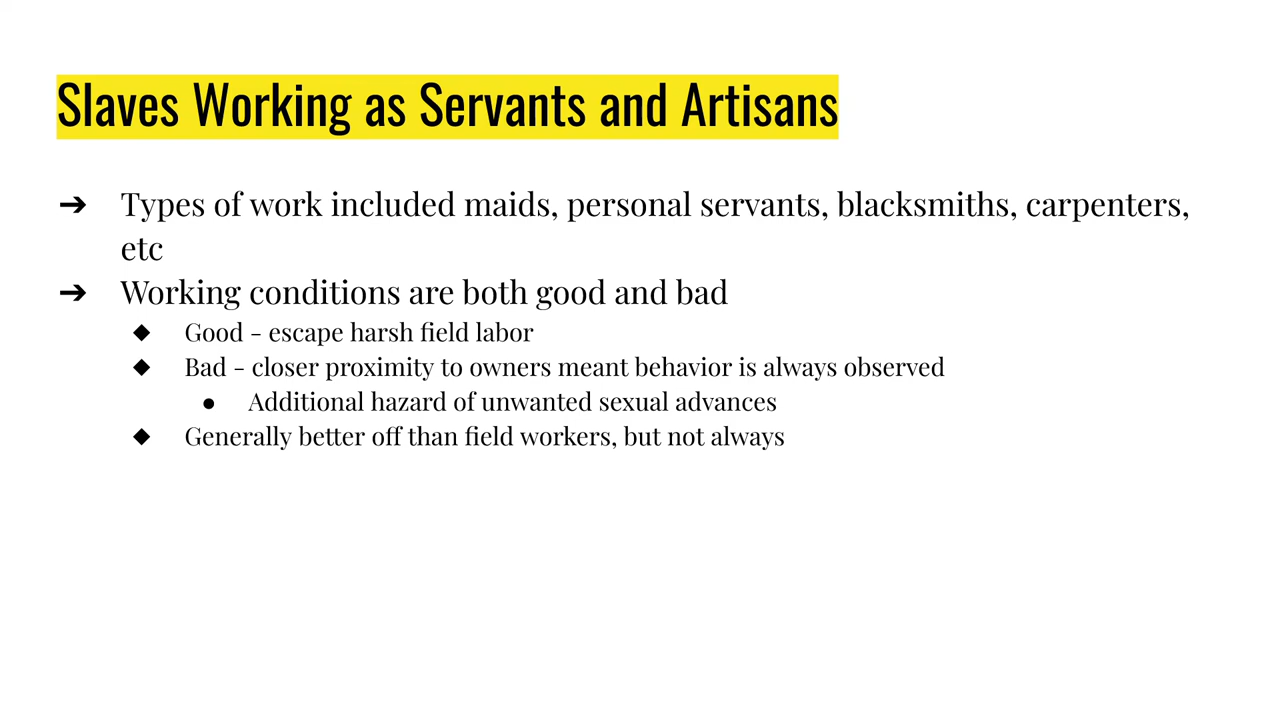 Slaves Working as Servants and Artisans
➔ Types of work included maids, personal servants, blacksmiths, carpenters,
etc
➔ Working conditions are both good and bad
◆ Good - escape harsh field labor
◆ Bad - closer proximity to owners meant behavior is always observed
● Additional hazard of unwanted sexual advances
◆ Generally better off than field workers, but not always